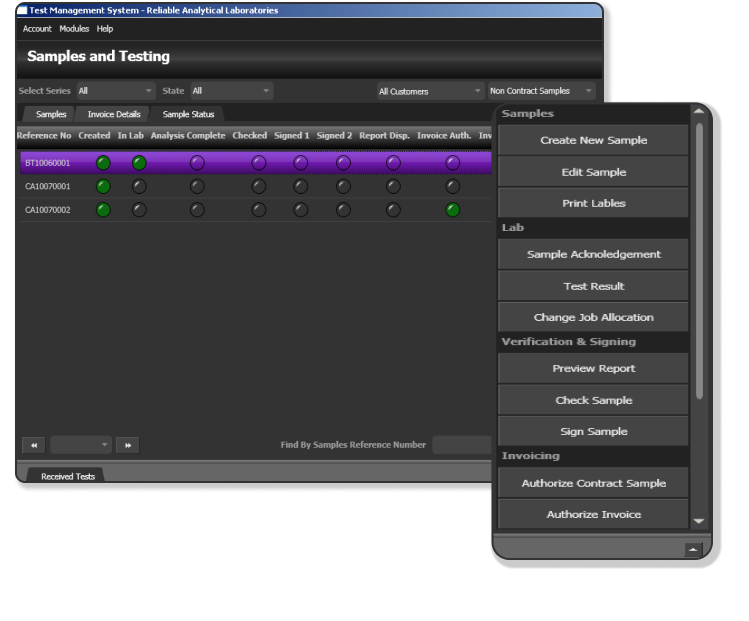 Test Management System - Reliable Analytical Laboratories
Account Modules Help
Samples and Testing
Select Series All State All All Customers Non Contract Samples
Samples Invoice Details Sample Status
Reference No Created In Lab Analysis Complete Checked Signed 1 Signed 2 Report Disp. Invoice Auth. Inv
BT10060001
CA10070001
CA10070002
Find By Samples Reference Number
Received Tests
Samples
Create New Sample
Edit Sample
Print Lables
Lab
Sample Acknoledgement
Test Result
Change Job Allocation
Verification & Signing
Preview Report
Check Sample
Sign Sample
Invoicing
Authorize Contract Sample
Authorize Invoice